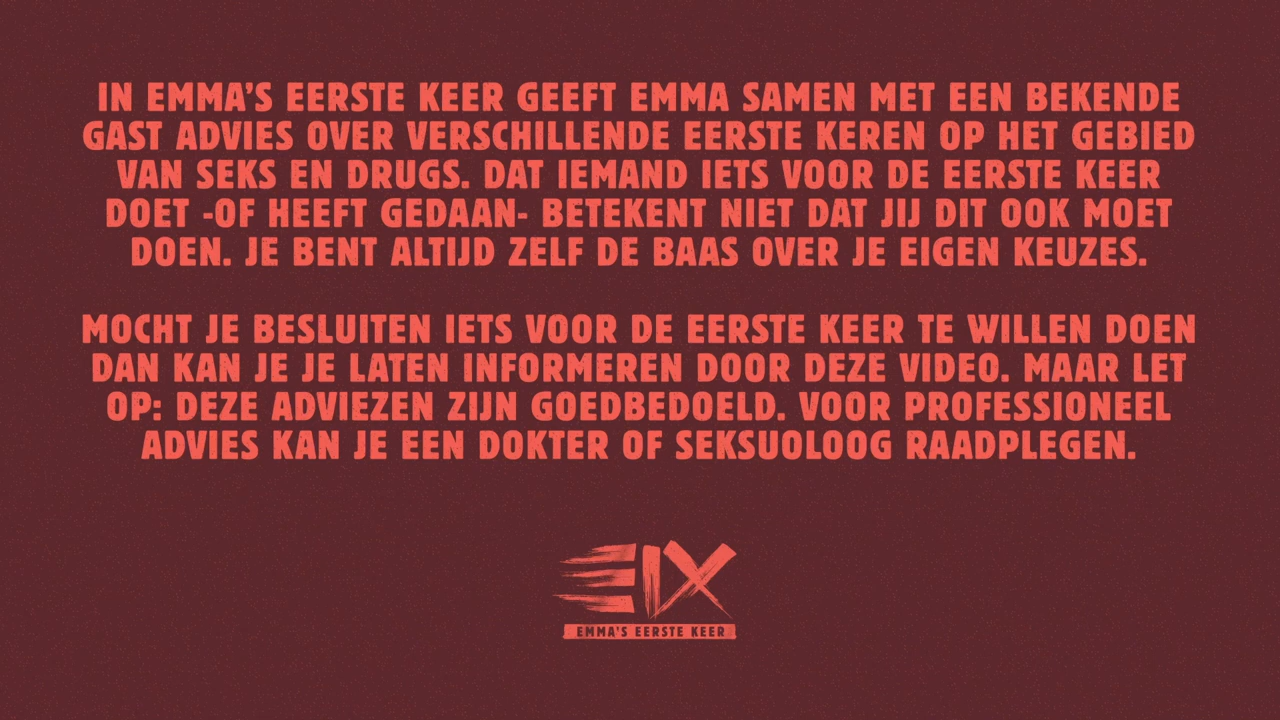 IN EMMA'S EERSTE KEER GEEFT EMMA SAMEN MET EEN BEKENDE
GAST ADVIES OVER VERSCHILLENDE EERSTE KEREN OP HET GEBIED
VAN SEKS EN DRUGS. DAT IEMAND IETS VOOR DE EERSTE KEER
DOET -OF HEEFT GEDAAN- BETEKENT NIET DAT JIJ DIT OOK MOET
DOEN. JE BENT ALTIJD ZELF DE BAAS OVER JE EIGEN KEUZES.
MOCHT JE BESLUITEN IETS VOOR DE EERSTE KEER TE WILLEN DOEN
DAN KAN JE JE LATEN INFORMEREN DOOR DEZE VIDEO. MAAR LET
OP: DEZE ADVIEZEN ZIJN GOEDBEDOELD. VOOR PROFESSIONEEL
ADVIES KAN JE EEN DOKTER OF SEKSUOLOOG RAADPLEGEN.
E1X
EMMA'S EERSTE KEER